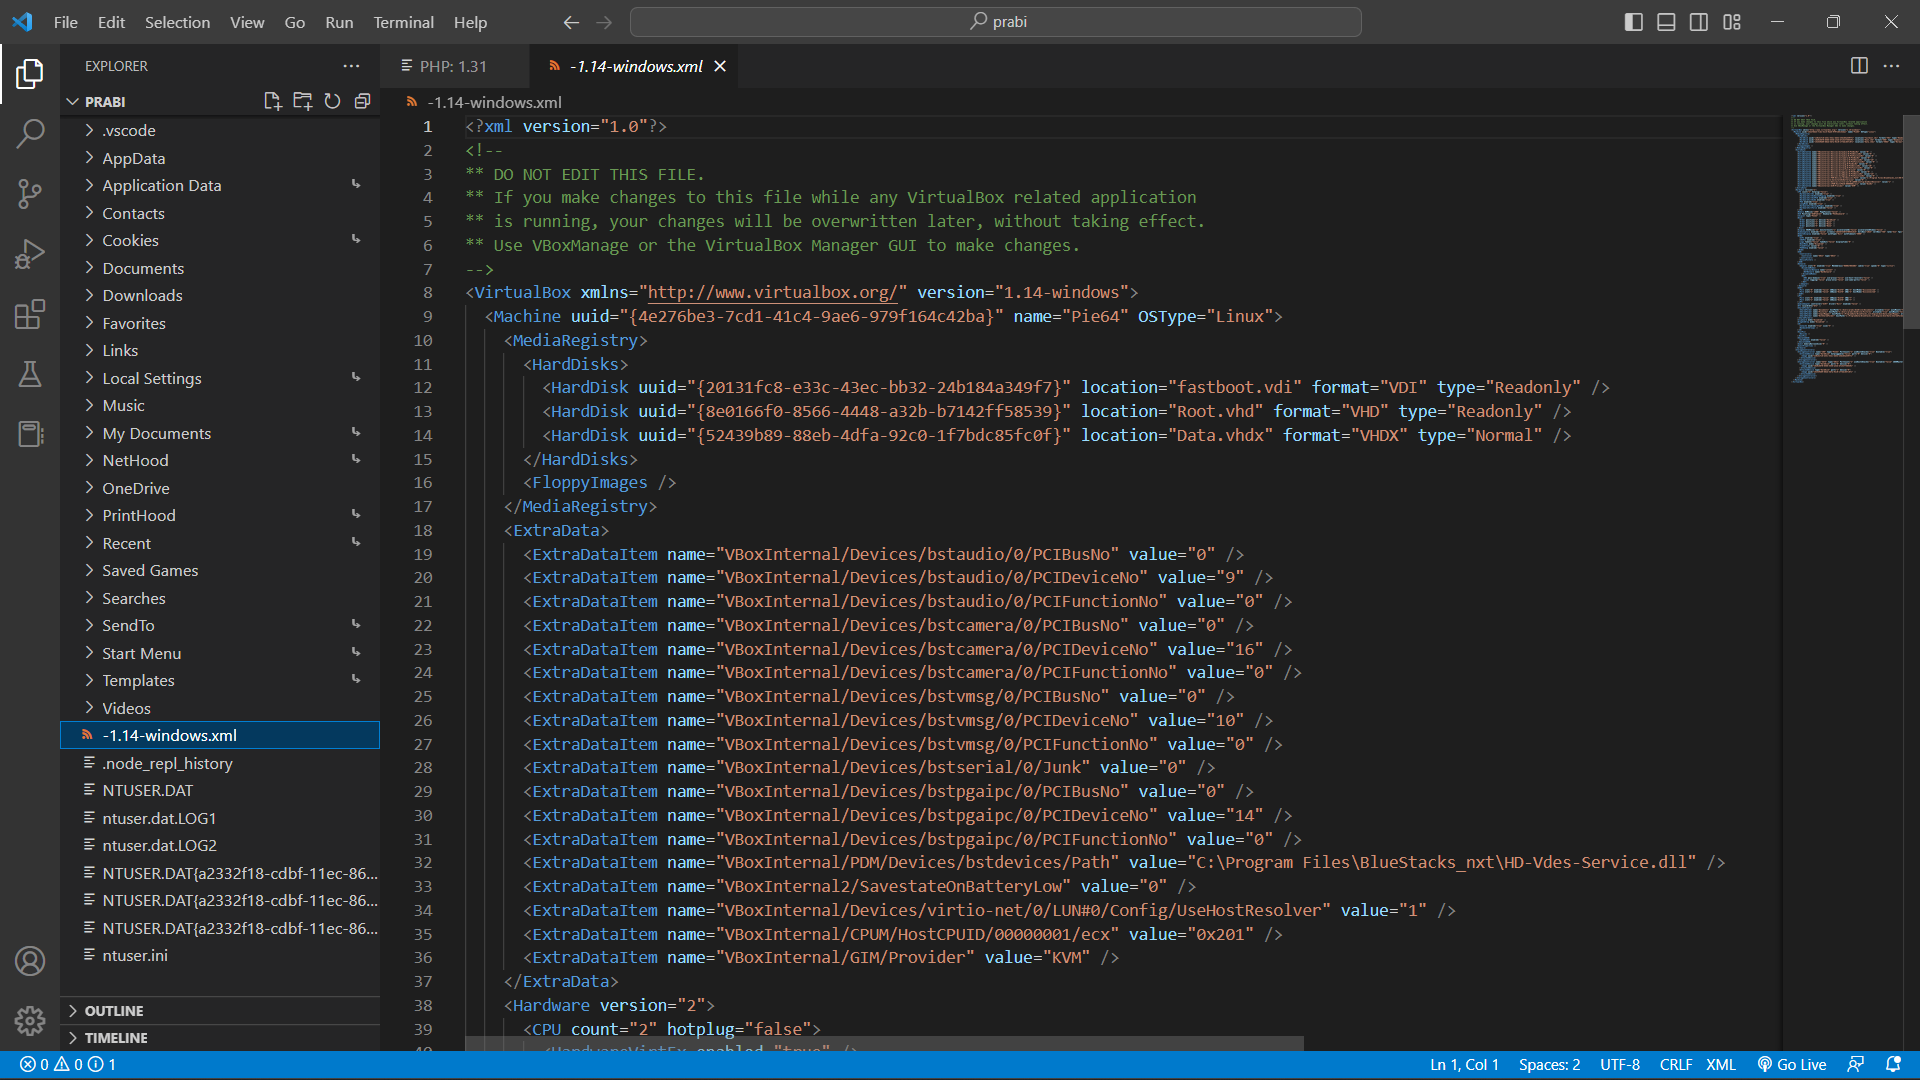 File Edit Selection View Go Run Terminal Help
prabi
EXPLORER
PRABI
.vscode
AppData
Application Data
Contacts
Cookies
Documents
Downloads
Favorites
Links
Local Settings
Music
My Documents
NetHood
OneDrive
PrintHood
Recent
Saved Games
Searches
SendTo
Start Menu
Templates
Videos
-1.14-windows.xml
.node_repl_history
NTUSER.DAT
ntuser.dat.LOG1
ntuser.dat.LOG2
NTUSER.DAT{a2332f18-cdbf-11ec-86...
NTUSER.DAT{a2332f18-cdbf-11ec-86...
NTUSER.DAT{a2332f18-cdbf-11ec-86...
ntuser.ini
OUTLINE
TIMELINE
PHP: 1.31
-1.14-windows.xml
-1.14-windows.xml
1 <?xml version="1.0"?>
2 <!--
3 ** DO NOT EDIT THIS FILE.
4 ** If you make changes to this file while any VirtualBox related application
5 ** is running, your changes will be overwritten later, without taking effect.
6 ** Use VBoxManage or the VirtualBox Manager GUI to make changes.
7 -->
8 <VirtualBox xmlns="http://www.virtualbox.org/" version="1.14-windows">
9 <Machine uuid="{4e276be3-7cd1-41c4-9ae6-979f164c42ba}" name="Pie64" OSType="Linux">
10 <MediaRegistry>
11 <HardDisks>
12 <HardDisk uuid="{20131fc8-e33c-43ec-bb32-24b184a349f7}" location="fastboot.vdi" format="VDI" type="Readonly" />
13 <HardDisk uuid="{8e0166f0-8566-4448-a32b-b7142ff58539}" location="Root.vhd" format="VHD" type="Readonly" />
14 <HardDisk uuid="{52439b89-88eb-4dfa-92c0-1f7bdc85fc0f}" location="Data.vhdx" format="VHDX" type="Normal" />
15 </HardDisks>
16 <FloppyImages />
17 </MediaRegistry>
18 <ExtraData>
19 <ExtraDataItem name="VBoxInternal/Devices/bstaudio/0/PCIBusNo" value="0" />
20 <ExtraDataItem name="VBoxInternal/Devices/bstaudio/0/PCIDeviceNo" value="9" />
21 <ExtraDataItem name="VBoxInternal/Devices/bstaudio/0/PCIFunctionNo" value="0" />
22 <ExtraDataItem name="VBoxInternal/Devices/bstcamera/0/PCIBusNo" value="0" />
23 <ExtraDataItem name="VBoxInternal/Devices/bstcamera/0/PCIDeviceNo" value="16" />
24 <ExtraDataItem name="VBoxInternal/Devices/bstcamera/0/PCIFunctionNo" value="0" />
25 <ExtraDataItem name="VBoxInternal/Devices/bstvmsg/0/PCIBusNo" value="0" />
26 <ExtraDataItem name="VBoxInternal/Devices/bstvmsg/0/PCIDeviceNo" value="10" />
27 <ExtraDataItem name="VBoxInternal/Devices/bstvmsg/0/PCIFunctionNo" value="0" />
28 <ExtraDataItem name="VBoxInternal/Devices/bstserial/0/Junk" value="0" />
29 <ExtraDataItem name="VBoxInternal/Devices/bstpgaipc/0/PCIBusNo" value="0" />
30 <ExtraDataItem name="VBoxInternal/Devices/bstpgaipc/0/PCIDeviceNo" value="14" />
31 <ExtraDataItem name="VBoxInternal/Devices/bstpgaipc/0/PCIFunctionNo" value="0" />
32 <ExtraDataItem name="VBoxInternal/PDM/Devices/bstdevices/Path" value="C:\Program Files\BlueStacks_nxt\HD-Vdes-Service.dll" />
33 <ExtraDataItem name="VBoxInternal2/SavestateOnBatteryLow" value="0" />
34 <ExtraDataItem name="VBoxInternal/Devices/virtio-net/0/LUN#0/Config/UseHostResolver" value="1" />
35 <ExtraDataItem name="VBoxInternal/CPUM/HostCPUID/00000001/ecx" value="0x201" />
36 <ExtraDataItem name="VBoxInternal/GIM/Provider" value="KVM" />
37 </ExtraData>
38 <Hardware version="2">
39 <CPU count="2" hotplug="false">
40 <HardwareVirtEx enabled="true" />
0 0 1
Ln 1, Col 1 Spaces: 2 UTF-8 CRLF XML Go Live